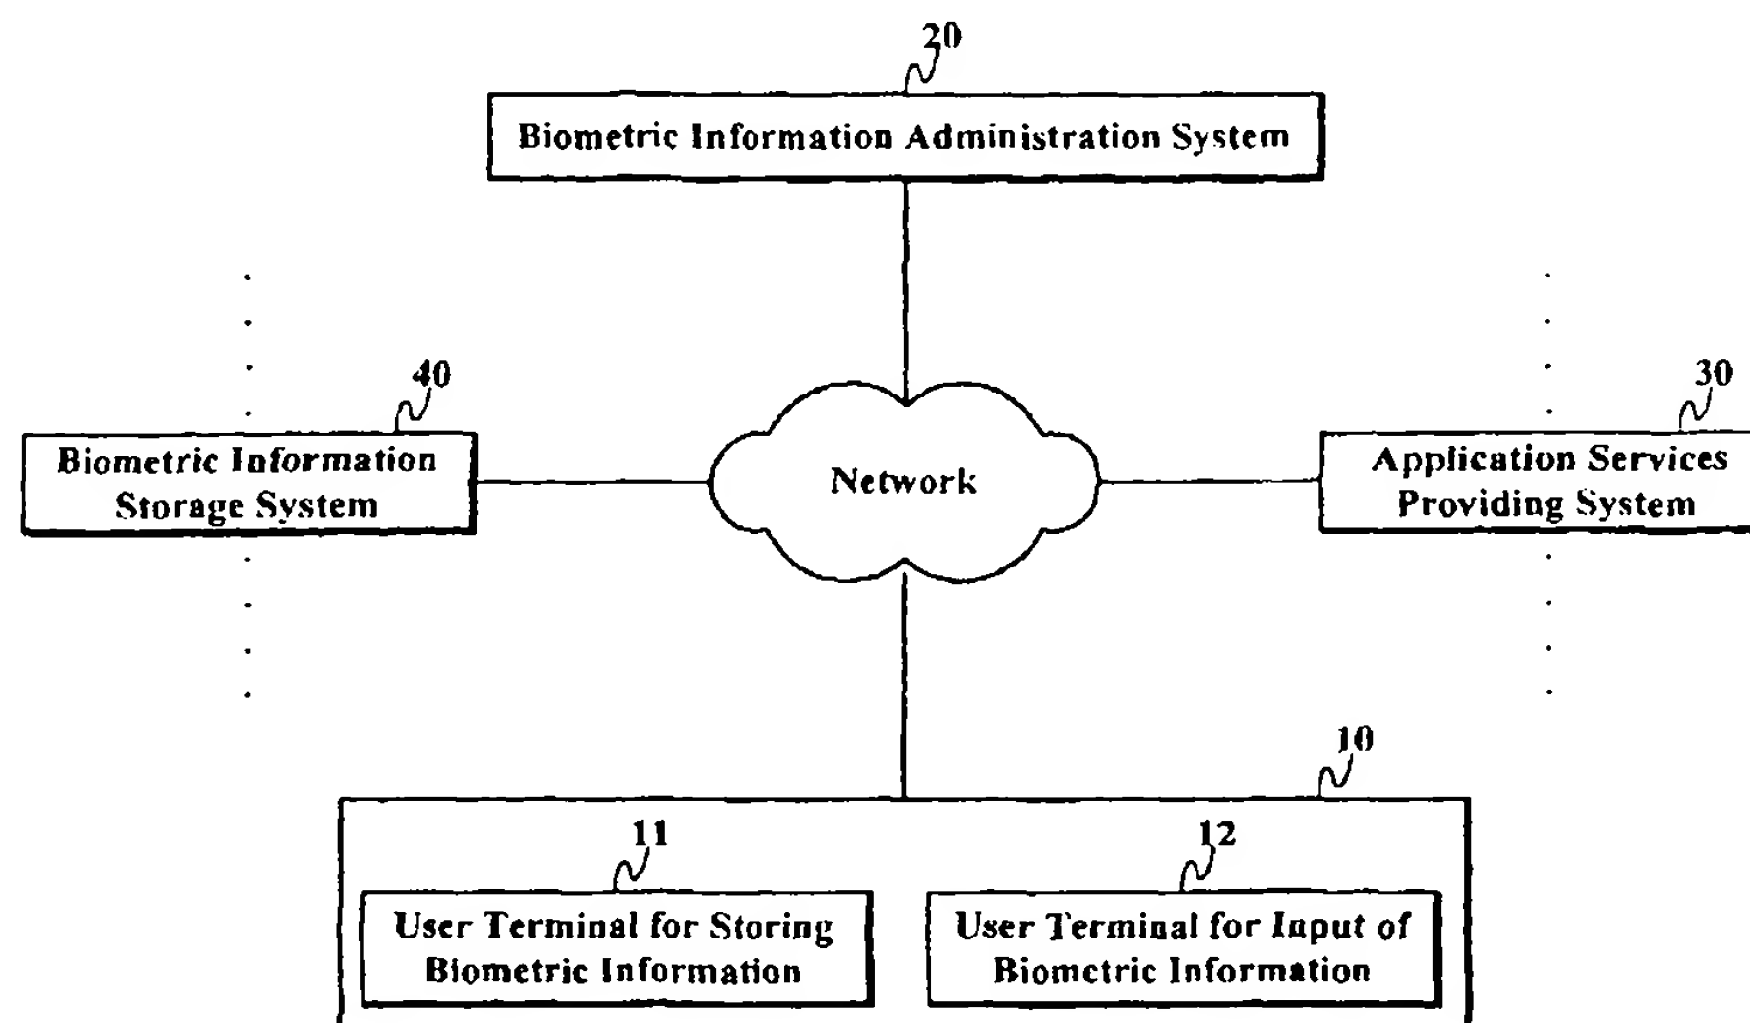 20
Biometric Information Administration System
40
30
Biometric Information
Storage System
Network
Application Services
Providing System
10
11
12
User Terminal for Storing
Biometric Information
User Terminal for Input of
Biometric Information